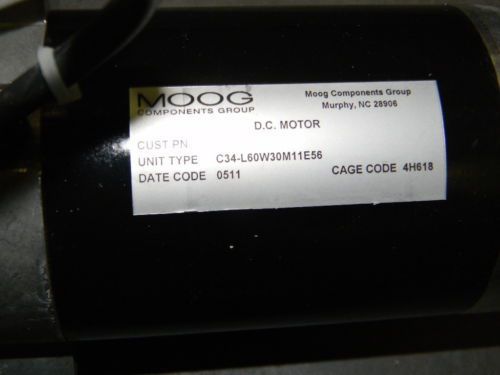 MOOG
COMPONENTS GROUP
Moog Components Group
Murphy, NC 28906
D.C. MOTOR
CUST PN
UNIT TYPE C34-L60W30M11E56
DATE CODE 0511
CAGE CODE 4H618